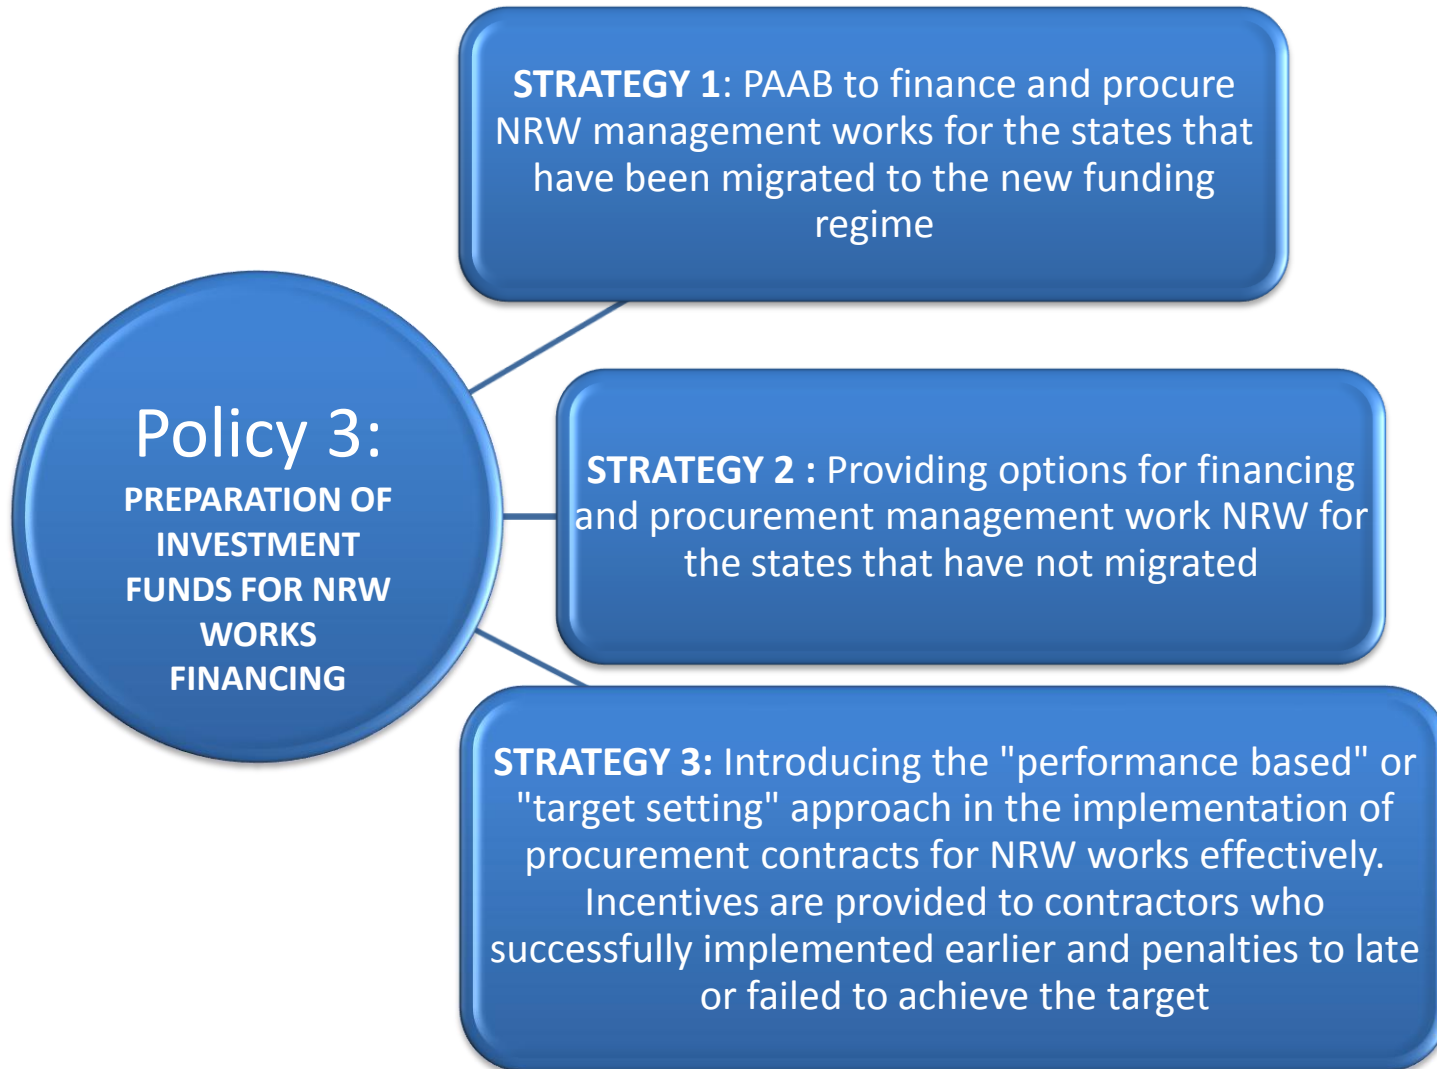 Policy 3:
PREPARATION OF
INVESTMENT
FUNDS FOR NRW
WORKS
FINANCING
STRATEGY 1: PAAB to finance and procure
NRW management works for the states that
have been migrated to the new funding
regime
STRATEGY 2 : Providing options for financing
and procurement management work NRW for
the states that have not migrated
STRATEGY 3: Introducing the "performance based" or
"target setting" approach in the implementation of
procurement contracts for NRW works effectively.
Incentives are provided to contractors who
successfully implemented earlier and penalties to late
or failed to achieve the target